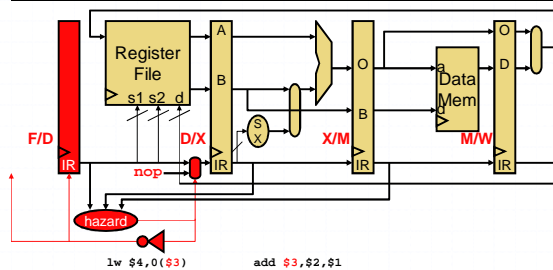 Register
File
s1 s2 d
A
B
S
X
O
B
a
d
Data
Mem
O
D
F/D
D/X
X/M
M/W
IR
IR
IR
IR
nop
hazard
lw $4,0($3)
add $3,$2,$1